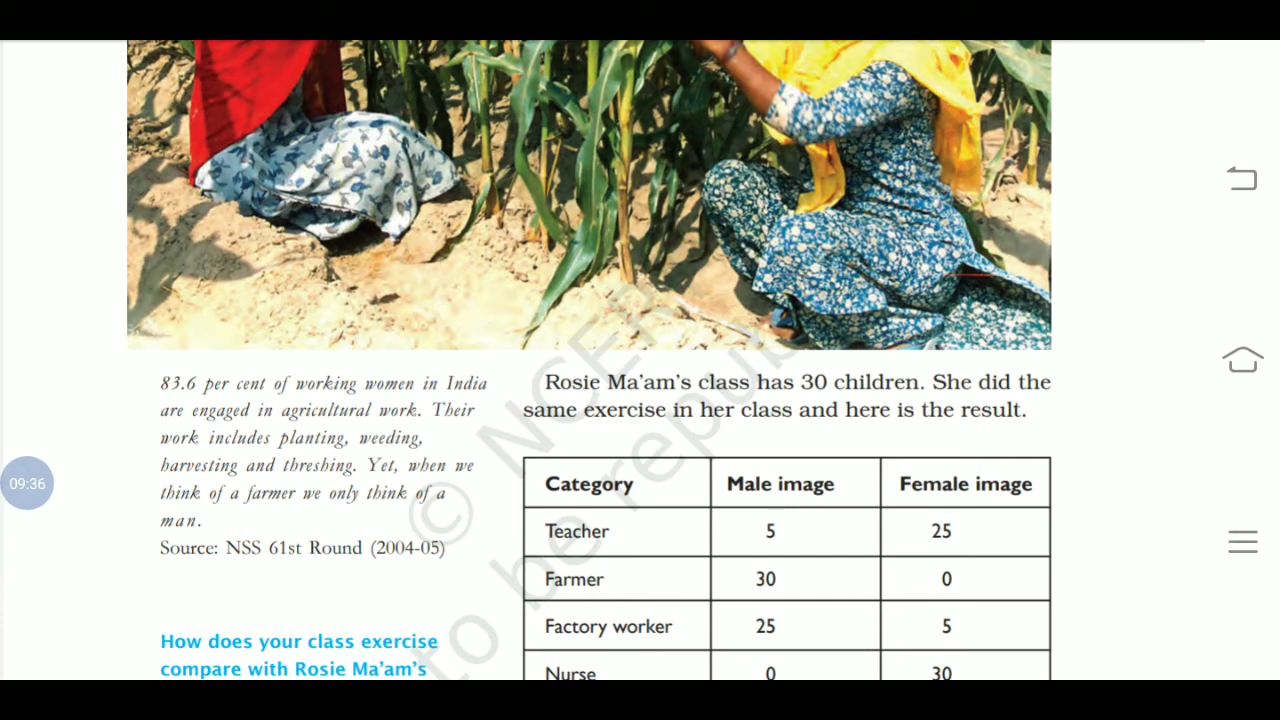 83.6 per cent of working women in India
are engaged in agricultural work. Their
work includes planting, weeding,
harvesting and threshing. Yet, when we
think of a farmer we only think of a
man.
Source: NSS 61st Round (2004-05)
How does your class exercise
compare with Rosie Ma’am’s
Rosie Ma’am’s class has 30 children. She did the
same exercise in her class and here is the result.
Category Male image Female image
Teacher 5 25
Farmer 30 0
Factory worker 25 5
Nurse 0 30
09:36
© NCER
to be repub